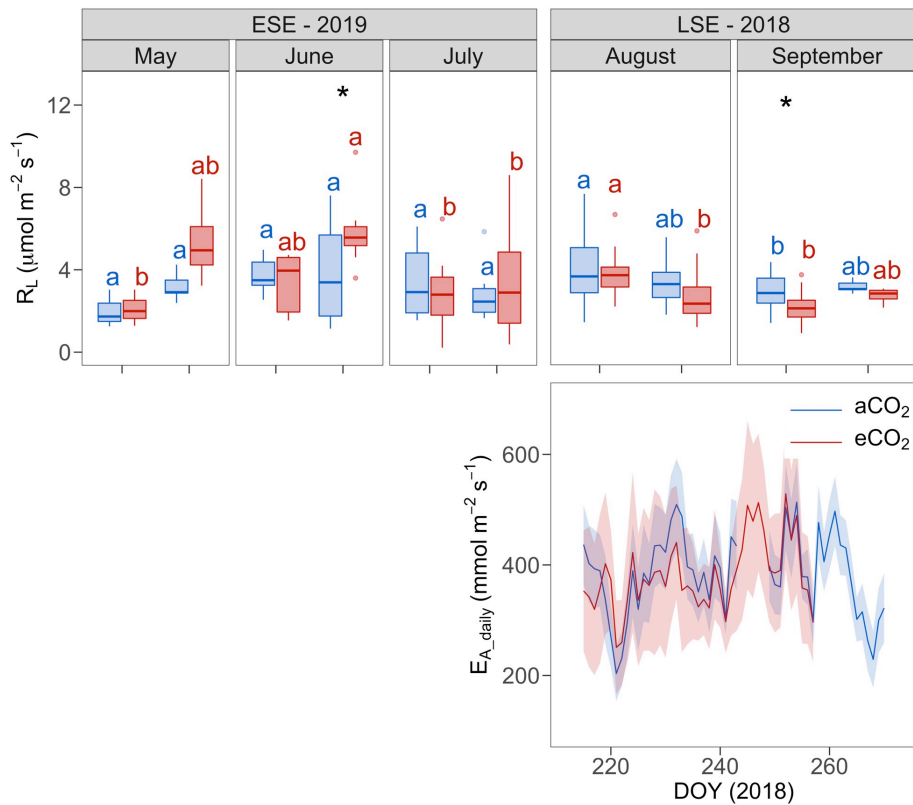 ESE - 2019
LSE - 2018
May
June
July
August
September
R_L (µmol m⁻² s⁻¹)
12
8
4
0
a
b
a
ab
a
ab
a
a
*
a
b
a
b
a
a
ab
b
b
b
*
ab
ab
E_A_daily (mmol m⁻² s⁻¹)
600
400
200
aCO₂
eCO₂
220
240
260
DOY (2018)